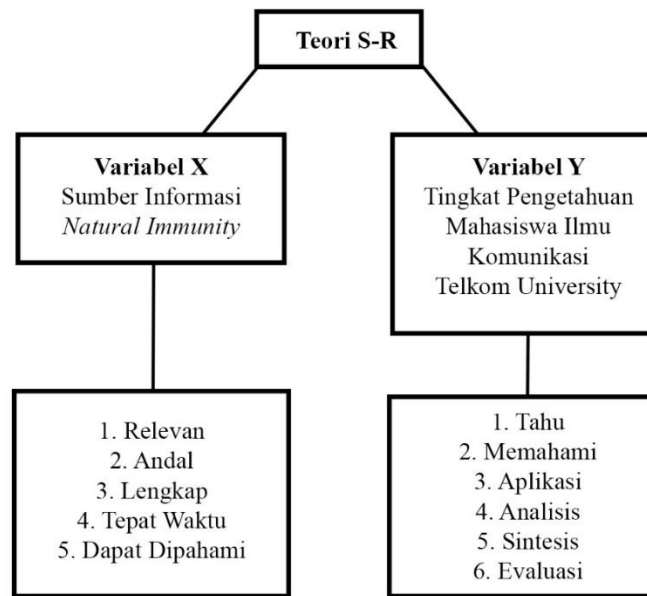 Teori S-R
Variabel X
Sumber Informasi
Natural Immunity
Variabel Y
Tingkat Pengetahuan
Mahasiswa Ilmu
Komunikasi
Telkom University
1. Relevan
2. Andal
3. Lengkap
4. Tepat Waktu
5. Dapat Dipahami
1. Tahu
2. Memahami
3. Aplikasi
4. Analisis
5. Sintesis
6. Evaluasi